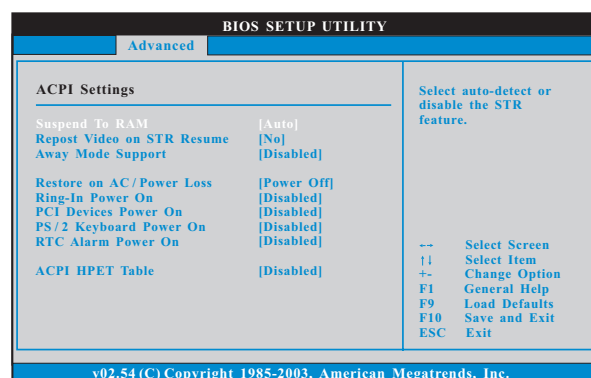 BIOS SETUP UTILITY
Advanced
ACPI Settings
Suspend To RAM [Auto]
Repost Video on STR Resume [No]
Away Mode Support [Disabled]
Restore on AC / Power Loss [Power Off]
Ring-In Power On [Disabled]
PCI Devices Power On [Disabled]
PS / 2 Keyboard Power On [Disabled]
RTC Alarm Power On [Disabled]
ACPI HPET Table [Disabled]
Select auto-detect or
disable the STR
feature.
←→ Select Screen
↑↓ Select Item
+- Change Option
F1 General Help
F9 Load Defaults
F10 Save and Exit
ESC Exit
v02.54 (C) Copyright 1985-2003, American Megatrends, Inc.